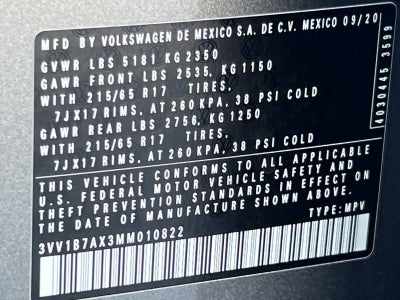 MFD BY VOLKSWAGEN DE MEXICO S.A. DE C.V. MEXICO 09/20
GVWR LBS 5181 KG 2350
GAWR FRONT LBS 2535, KG 1150
WITH 215/65 R17 TIRES,
7JX17 RIMS, AT 260 KPA, 38 PSI COLD
GAWR REAR LBS 2756, KG 1250
WITH 215/65 R17 TIRES,
7JX17 RIMS, AT 260 KPA, 38 PSI COLD
THIS VEHICLE CONFORMS TO ALL APPLICABLE
U.S. FEDERAL MOTOR VEHICLE SAFETY AND
THEFT PREVENTION STANDARDS IN EFFECT ON
THE DATE OF MANUFACTURE SHOWN ABOVE.
3VV1B7AX3MM010822 TYPE: MPV
4030445 3599